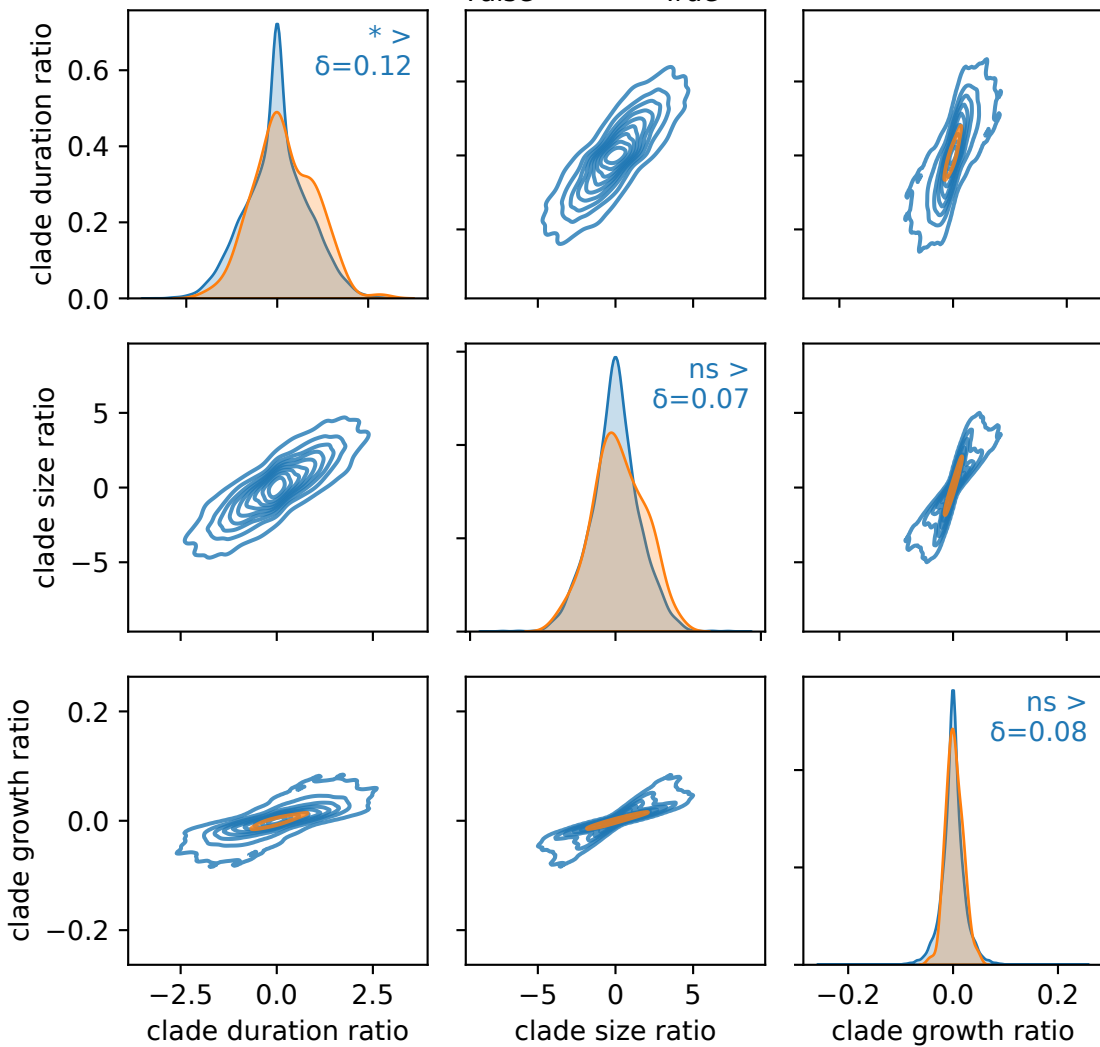 * >
δ=0.12
clade duration ratio
0.6
0.4
0.2
0.0
ns >
δ=0.07
clade size ratio
5
0
−5
ns >
δ=0.08
clade growth ratio
0.2
0.0
−0.2
−2.5 0.0 2.5
−5 0 5
−0.2 0.0 0.2
clade duration ratio
clade size ratio
clade growth ratio